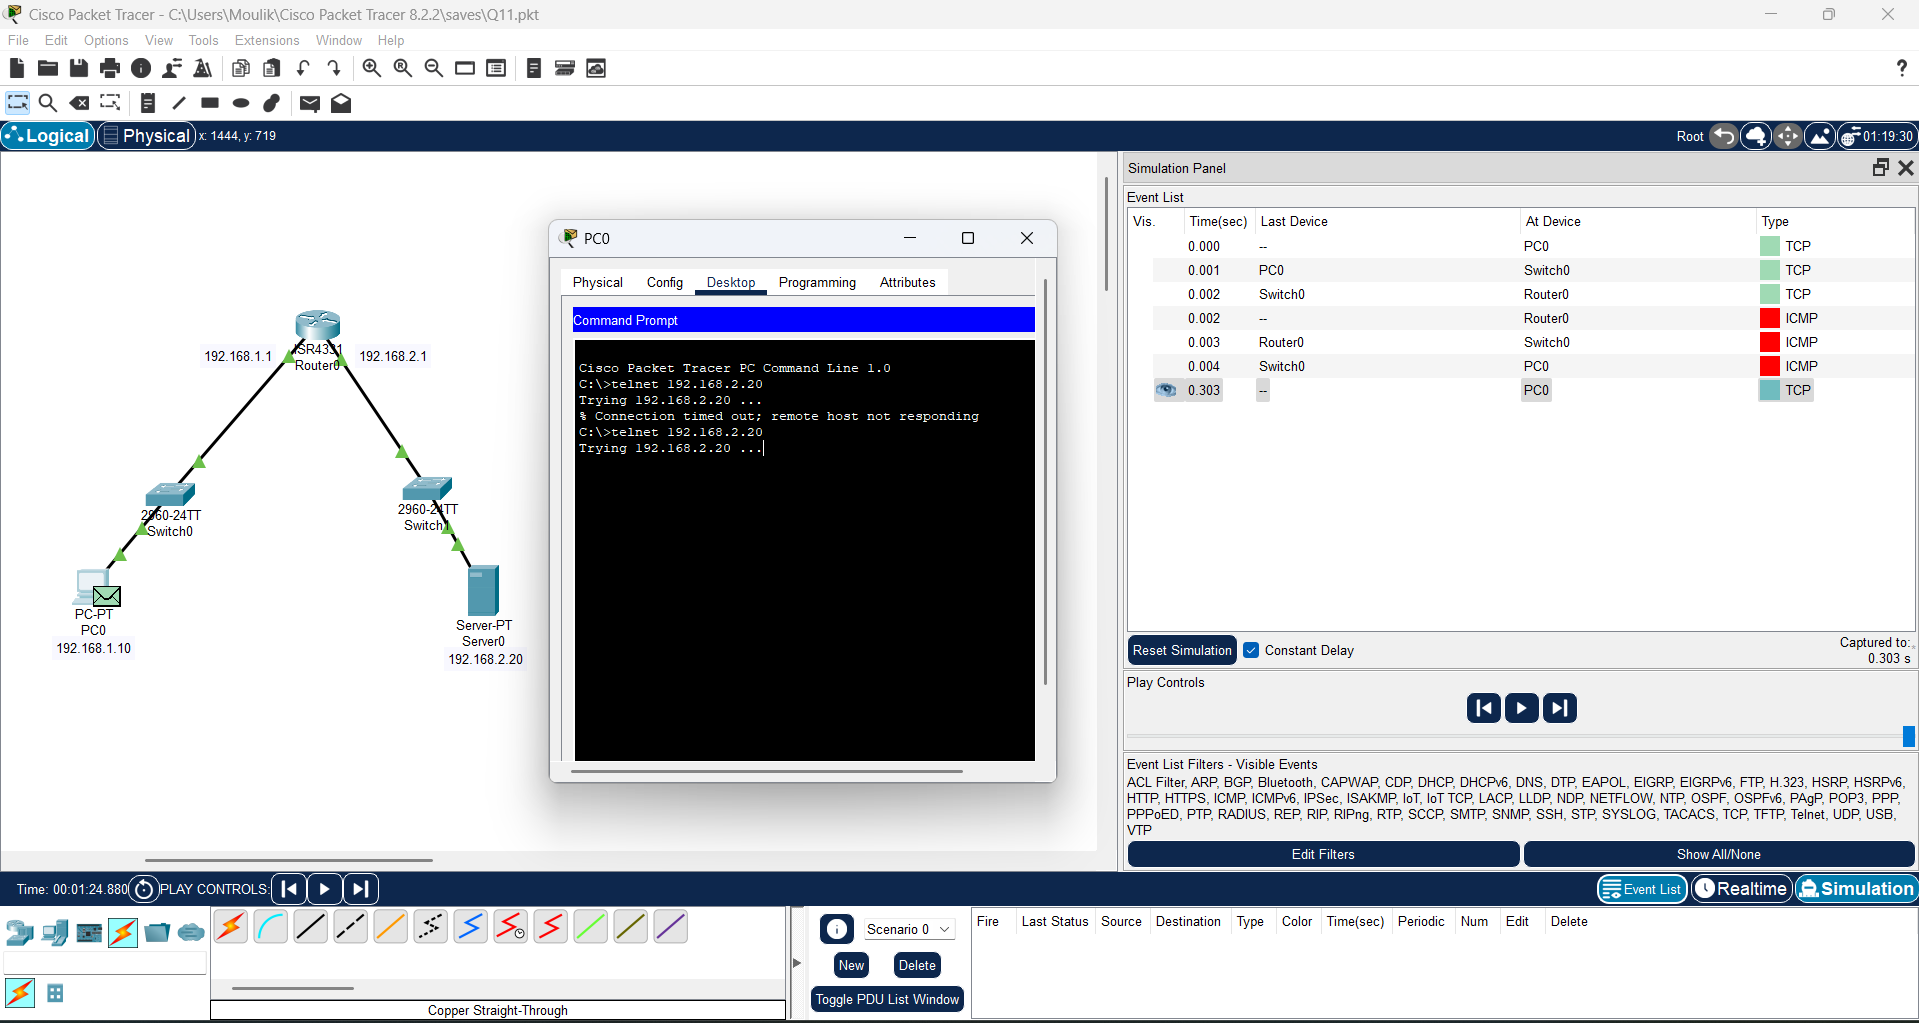 Cisco Packet Tracer - C:\Users\Moulik\Cisco Packet Tracer 8.2.2\saves\Q11.pkt
File Edit Options View Tools Extensions Window Help
?
Logical Physical x: 1444, y: 719 Root 01:19:30
192.168.1.1
ISR4331
Router0
192.168.2.1
2960-24TT
Switch0
2960-24TT
Switch1
PC-PT
PC0
192.168.1.10
Server-PT
Server0
192.168.2.20
PC0
Physical Config Desktop Programming Attributes
Command Prompt
Cisco Packet Tracer PC Command Line 1.0
C:\>telnet 192.168.2.20
Trying 192.168.2.20 ...
% Connection timed out; remote host not responding
C:\>telnet 192.168.2.20
Trying 192.168.2.20 ...
Simulation Panel
Event List
Vis. Time(sec) Last Device At Device Type
0.000 -- PC0 TCP
0.001 PC0 Switch0 TCP
0.002 Switch0 Router0 TCP
0.002 -- Router0 ICMP
0.003 Router0 Switch0 ICMP
0.004 Switch0 PC0 ICMP
0.303 -- PC0 TCP
Reset Simulation Constant Delay
Captured to:
0.303 s
Play Controls
Event List Filters - Visible Events
ACL Filter, ARP, BGP, Bluetooth, CAPWAP, CDP, DHCP, DHCPv6, DNS, DTP, EAPOL, EIGRP, EIGRPv6, FTP, H.323, HSRP, HSRPv6,
HTTP, HTTPS, ICMP, ICMPv6, IPSec, ISAKMP, IoT, IoT TCP, LACP, LLDP, NDP, NETFLOW, NTP, OSPF, OSPFv6, PAgP, POP3, PPP,
PPPoED, PTP, RADIUS, REP, RIP, RIPng, RTP, SCCP, SMTP, SNMP, SSH, STP, SYSLOG, TACACS, TCP, TFTP, Telnet, UDP, USB,
VTP
Edit Filters Show All/None
Time: 00:01:24.880 PLAY CONTROLS: Event List Realtime Simulation
Scenario 0
New Delete
Toggle PDU List Window
Fire Last Status Source Destination Type Color Time(sec) Periodic Num Edit Delete
Copper Straight-Through